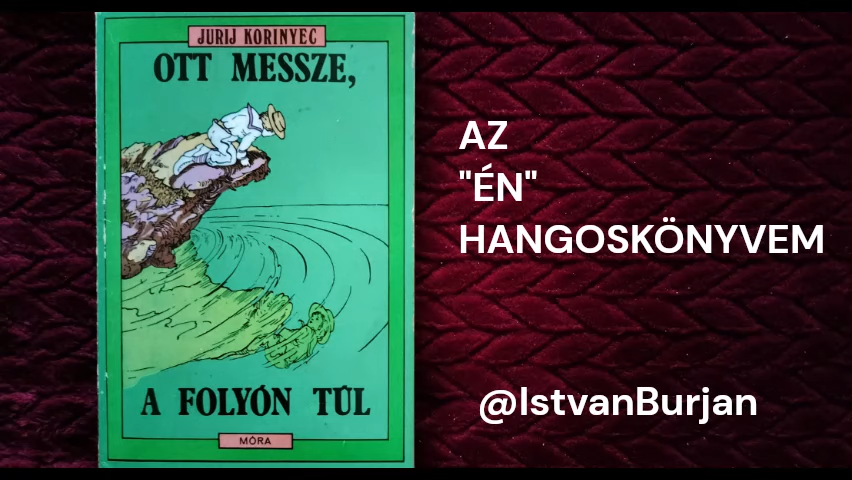 JURIJ KORINYEC
OTT MESSZE,
A FOLYÓN TÚL
MÓRA
AZ
"ÉN"
HANGOSKÖNYVEM
@IstvanBurjan